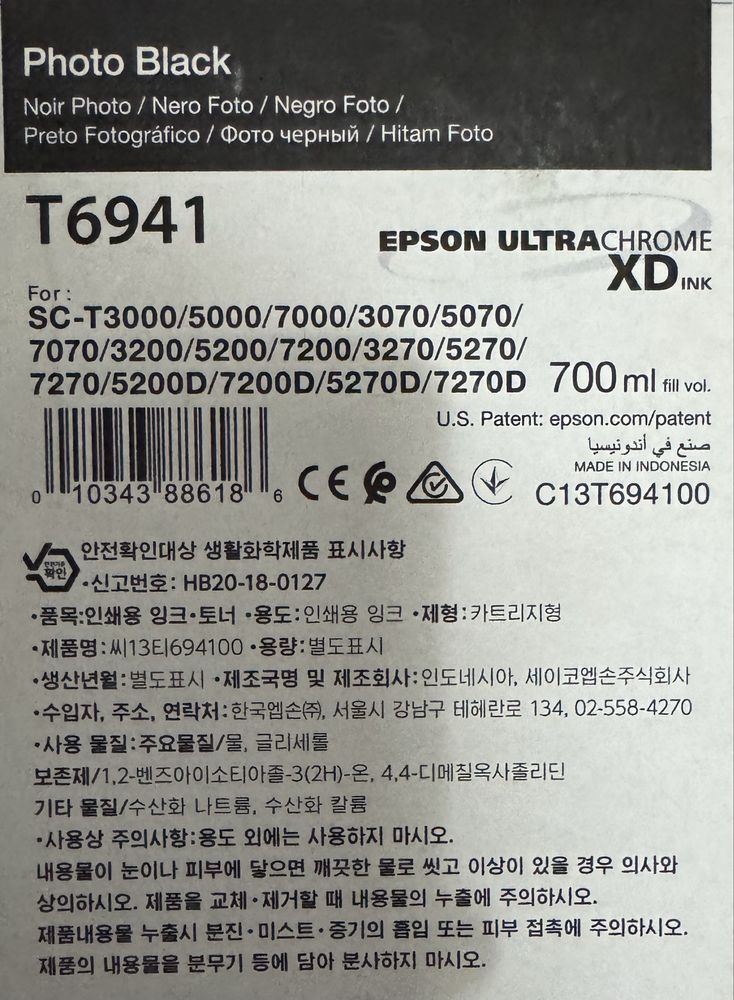 Photo Black
Noir Photo / Nero Foto / Negro Foto /
Preto Fotográfico / Фото черный / Hitam Foto
T6941
EPSON ULTRACHROME
XD INK
For :
SC-T3000/5000/7000/3070/5070/
7070/3200/5200/7200/3270/5270/
7270/5200D/7200D/5270D/7270D
700 ml fill vol.
U.S. Patent: epson.com/patent
صنع في أندونيسيا
MADE IN INDONESIA
C13T694100
0 10343 88618 6
CE
안전기준
확인
안전확인대상 생활화학제품 표시사항
•신고번호: HB20-18-0127
•품목:인쇄용 잉크•토너 •용도:인쇄용 잉크 •제형:카트리지형
•제품명:씨13티694100 •용량:별도표시
•생산년월:별도표시 •제조국명 및 제조회사:인도네시아, 세이코엡손주식회사
•수입자, 주소, 연락처:한국엡손㈜, 서울시 강남구 테헤란로 134, 02-558-4270
•사용 물질:주요물질/물, 글리세롤
보존제/1,2-벤즈아이소티아졸-3(2H)-온, 4,4-디메칠옥사졸리딘
기타 물질/수산화 나트륨, 수산화 칼륨
•사용상 주의사항:용도 외에는 사용하지 마시오.
내용물이 눈이나 피부에 닿으면 깨끗한 물로 씻고 이상이 있을 경우 의사와
상의하시오. 제품을 교체•제거할 때 내용물의 누출에 주의하시오.
제품내용물 누출시 분진•미스트•증기의 흡입 또는 피부 접촉에 주의하시오.
제품의 내용물을 분무기 등에 담아 분사하지 마시오.